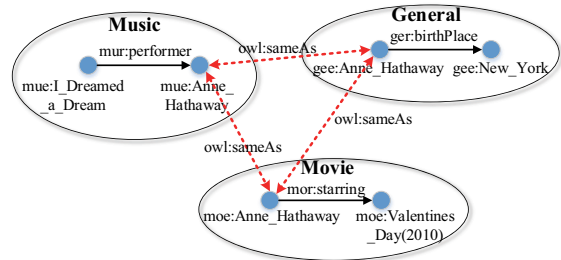 Music
mur:performer
mue:I_Dreamed
_a_Dream
mue:Anne_
Hathaway
owl:sameAs
General
ger:birthPlace
gee:Anne_Hathaway
gee:New_York
owl:sameAs
owl:sameAs
Movie
mor:starring
moe:Anne_Hathaway
moe:Valentines
_Day(2010)